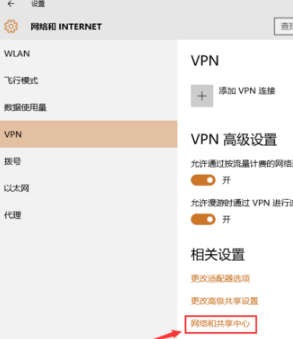 ← 设置
网络和 INTERNET
查找
WLAN
飞行模式
数据使用量
VPN
拨号
以太网
代理
VPN
+ 添加 VPN 连接
VPN 高级设置
允许通过按流量计费的网络
开
允许漫游时通过 VPN 进行
开
相关设置
更改适配器选项
更改高级共享设置
网络和共享中心